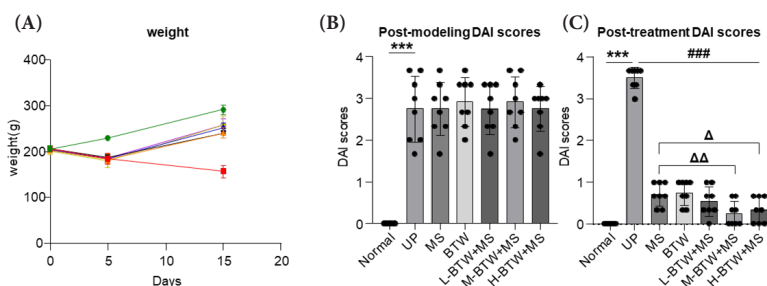 (A)
weight
weight(g)
400
300
200
100
0
0
5
10
15
20
Days
(B)
Post-modeling DAI scores
***
DAI scores
4
3
2
1
0
Normal
UP
MS
BTW
L-BTW+MS
M-BTW+MS
H-BTW+MS
(C)
Post-treatment DAI scores
***
###
Δ
ΔΔ
DAI scores
4
3
2
1
0
Normal
UP
MS
BTW
L-BTW+MS
M-BTW+MS
H-BTW+MS